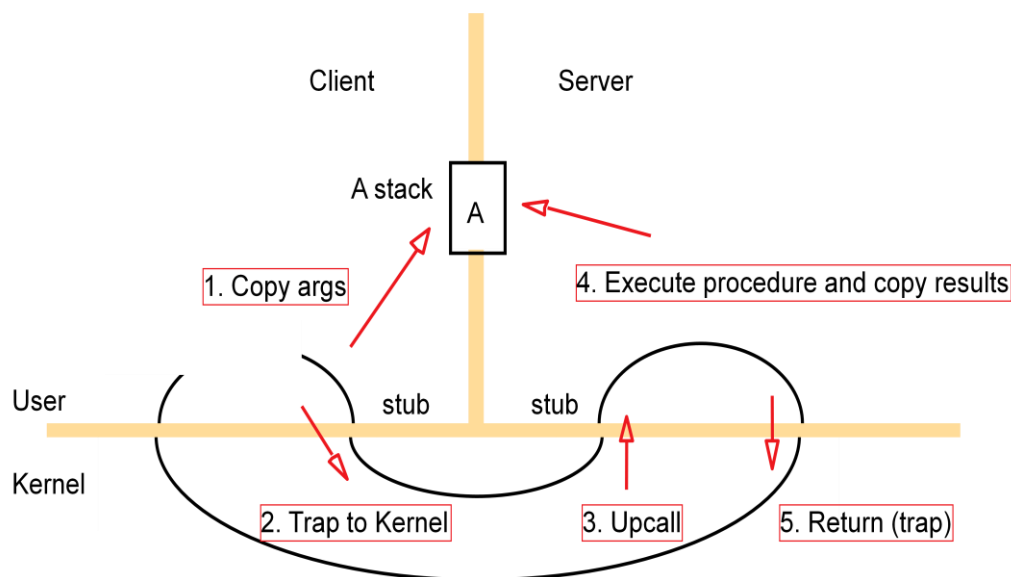 Client
Server
A stack
A
1. Copy args
4. Execute procedure and copy results
User
stub
stub
Kernel
2. Trap to Kernel
3. Upcall
5. Return (trap)